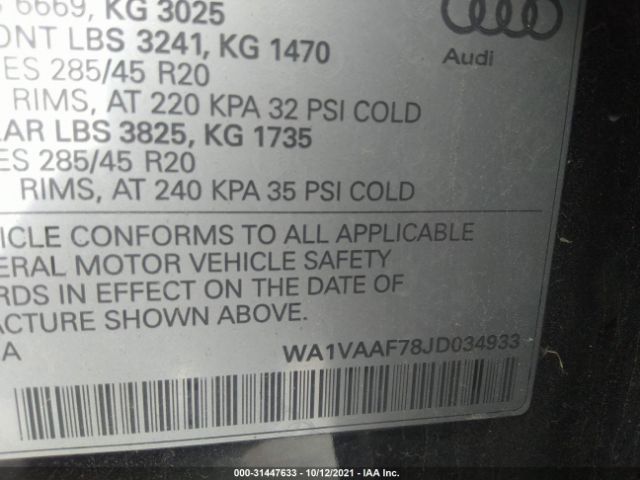 6669, KG 3025
ONT LBS 3241, KG 1470
ES 285/45 R20
RIMS, AT 220 KPA 32 PSI COLD
AR LBS 3825, KG 1735
ES 285/45 R20
RIMS, AT 240 KPA 35 PSI COLD
Audi
ICLE CONFORMS TO ALL APPLICABLE
ERAL MOTOR VEHICLE SAFETY
RDS IN EFFECT ON THE DATE OF
ACTURE SHOWN ABOVE.
A WA1VAAF78JD034933
000-31447633 - 10/12/2021 - IAA Inc.